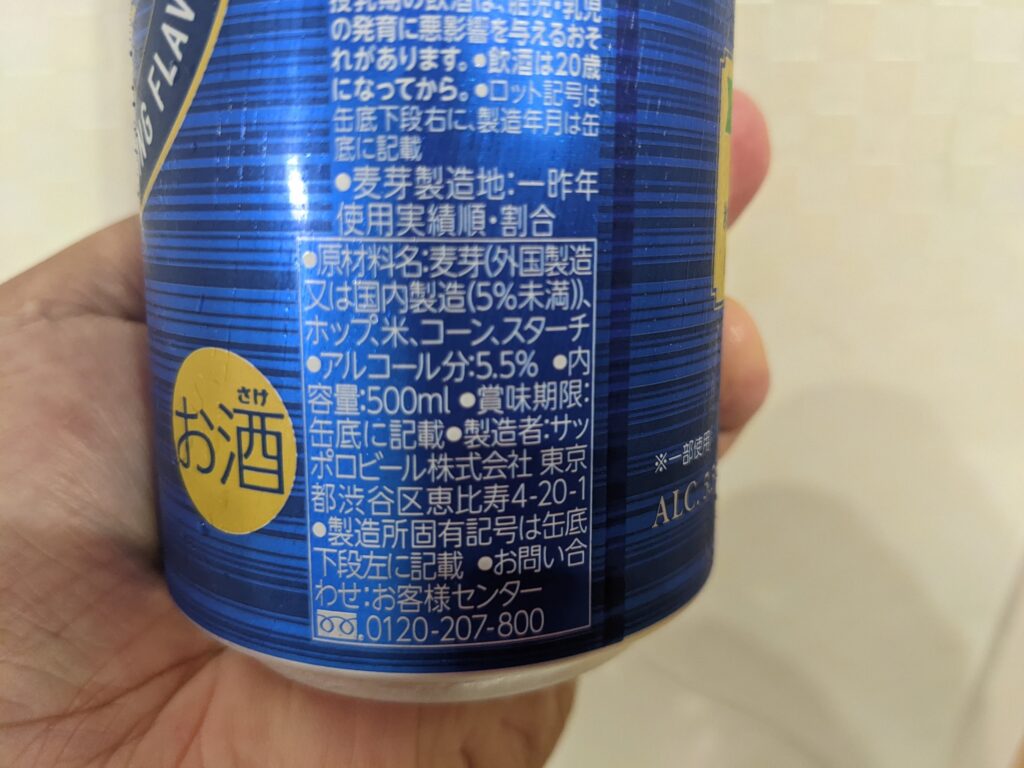 NG FLAV
授乳期の飲酒は、胎児・乳児
の発育に悪影響を与えるおそ
れがあります。●飲酒は20歳
になってから。●ロット記号は
缶底下段右に、製造年月は缶
底に記載
●麦芽製造地:一昨年
使用実績順・割合
●原材料名:麦芽(外国製造
又は国内製造(5%未満))、
ホップ、米、コーン、スターチ
●アルコール分:5.5% ●内
容量:500ml ●賞味期限:
缶底に記載●製造者:サッ
ポロビール株式会社 東京
都渋谷区恵比寿4-20-1
●製造所固有記号は缶底
下段左に記載 ●お問い合
わせ:お客様センター
0120-207-800
さけ
お酒
※一部使用
ALC.5.